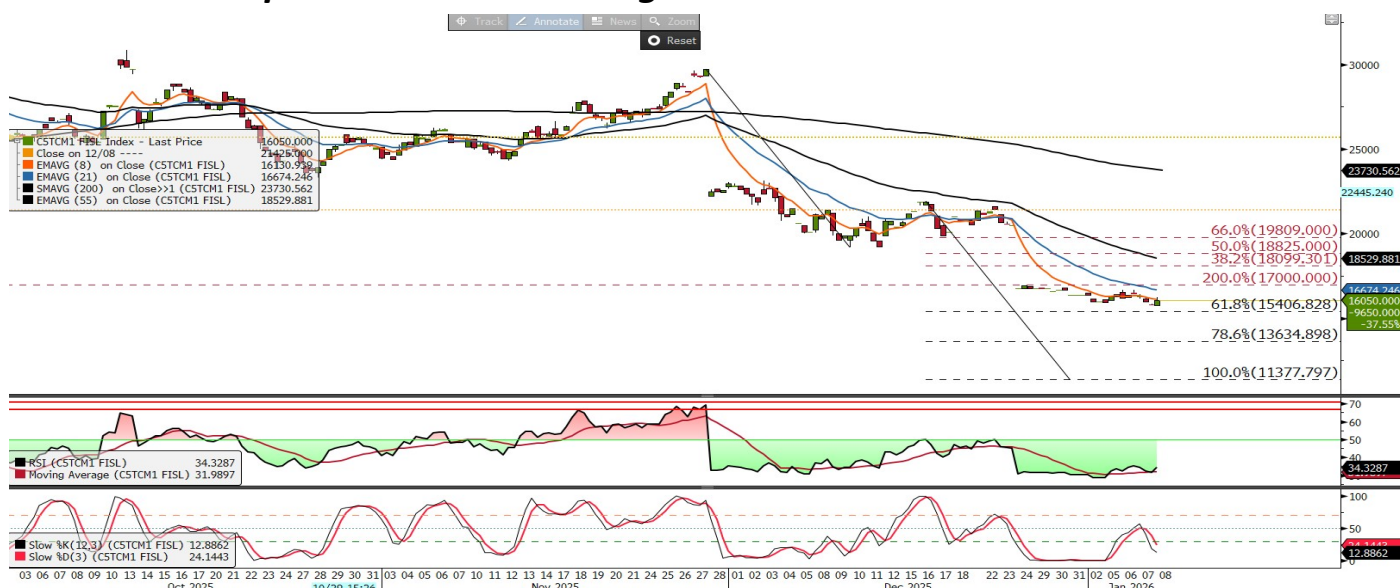 Track Annotate News Zoom
Reset
C5TCM1 FISL Index - Last Price 16050.000
Close on 12/08 ---- 21425.000
EMAVG (8) on Close (C5TCM1 FISL) 16130.939
EMAVG (21) on Close (C5TCM1 FISL) 16674.246
SMAVG (200) on Close>>1 (C5TCM1 FISL) 23730.562
EMAVG (55) on Close (C5TCM1 FISL) 18529.881
30000
25000
23730.562
22445.240
20000
66.0%(19809.000)
50.0%(18825.000)
18529.881
38.2%(18099.301)
200.0%(17000.000)
16674.246
16050.000
-9650.000
-37.55%
61.8%(15406.828)
78.6%(13634.898)
100.0%(11377.797)
RSI (C5TCM1 FISL) 34.3287
Moving Average (C5TCM1 FISL) 31.9897
70
60
50
40
34.3287
Slow %K(12,3) (C5TCM1 FISL) 12.8862
Slow %D(3) (C5TCM1 FISL) 24.1443
100
50
24.1443
12.8862
0
03 06 07 08 09 10 13 14 15 16 17 20 21 22 23 24 27 28 29 30 31 03 04 05 06 07 10 11 12 13 14 17 18 19 20 21 24 25 26 27 28 01 02 03 04 05 08 09 10 11 12 15 16 17 18 22 23 24 29 30 31 02 05 06 07 08
Oct 2025 10/29 15:26 Nov 2025 Dec 2025 Jan 2026